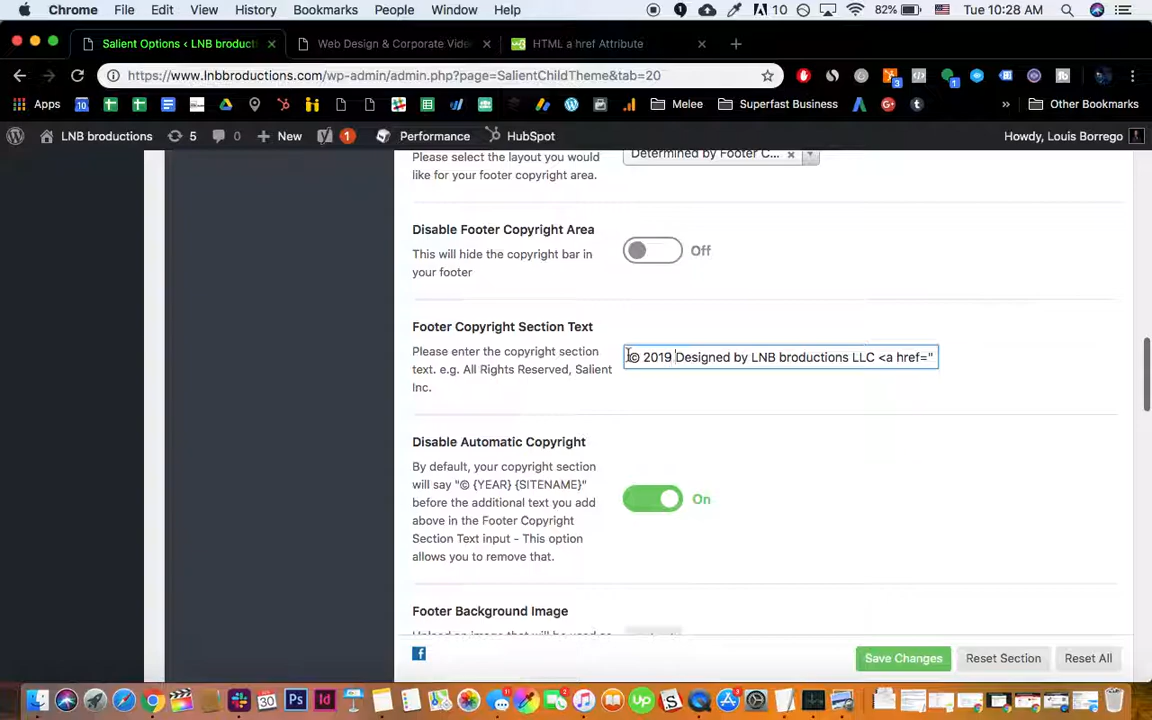 Chrome File Edit View History Bookmarks People Window Help
10 82% Tue 10:28 AM
Salient Options ‹ LNB broducti
Web Design & Corporate Vide
HTML a href Attribute
https://www.lnbbroductions.com/wp-admin/admin.php?page=SalientChildTheme&tab=20
Apps Melee Superfast Business » Other Bookmarks
LNB broductions 5 0 New 1 Performance HubSpot Howdy, Louis Borrego
Please select the layout you would
like for your footer copyright area.
Determined by Footer C...
Disable Footer Copyright Area
This will hide the copyright bar in
your footer
Off
Footer Copyright Section Text
Please enter the copyright section
text. e.g. All Rights Reserved, Salient
Inc.
© 2019 Designed by LNB broductions LLC <a href="
Disable Automatic Copyright
By default, your copyright section
will say "© {YEAR} {SITENAME}"
before the additional text you add
above in the Footer Copyright
Section Text input - This option
allows you to remove that.
On
Footer Background Image
Save Changes
Reset Section
Reset All